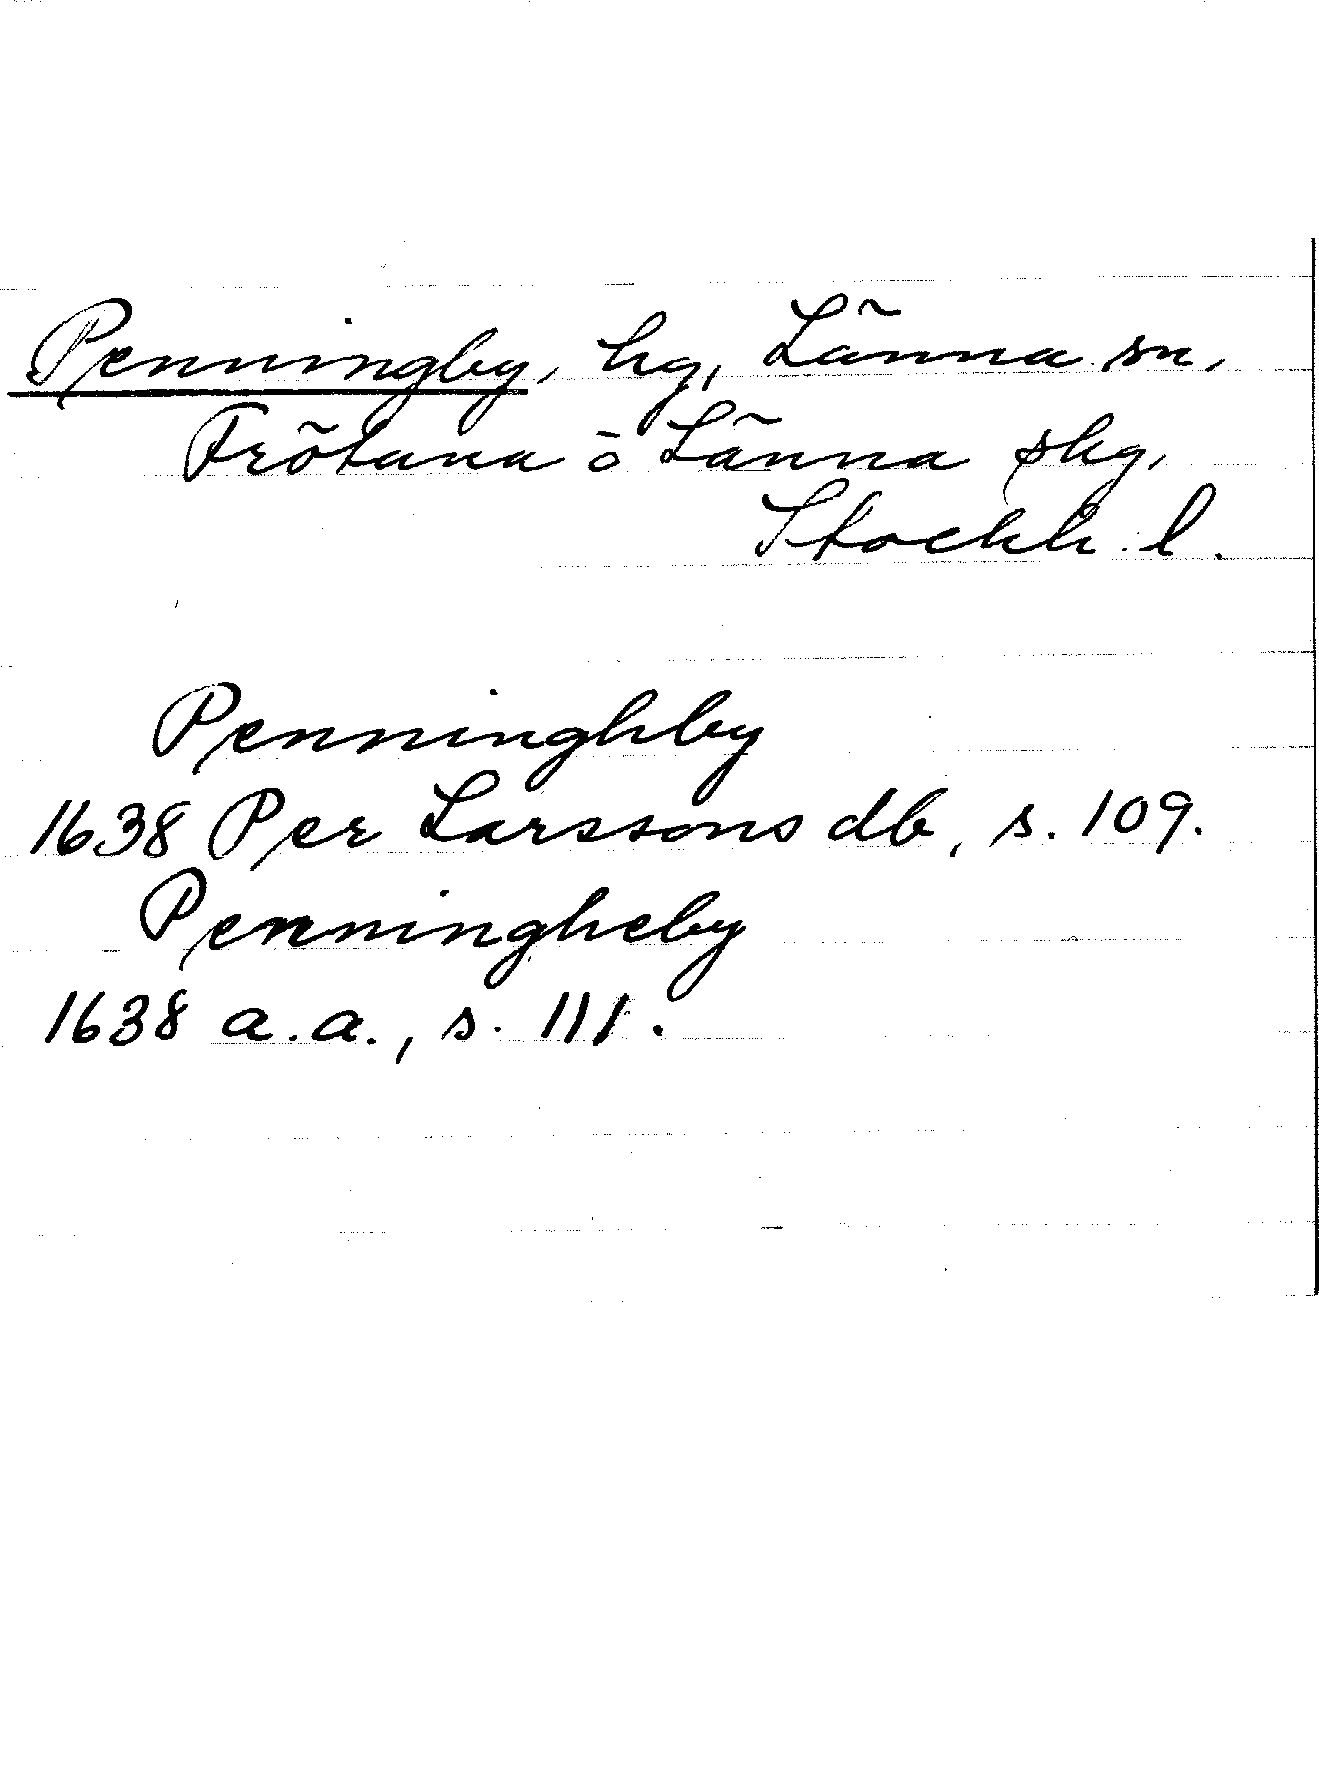 Penningby, hg, Länna sn,
Frötuna o Länna skg,
Stockh. l.
Penninghby
1638 Per Larssons db, s. 109.
Penningheby
1638 a.a., s. 111.